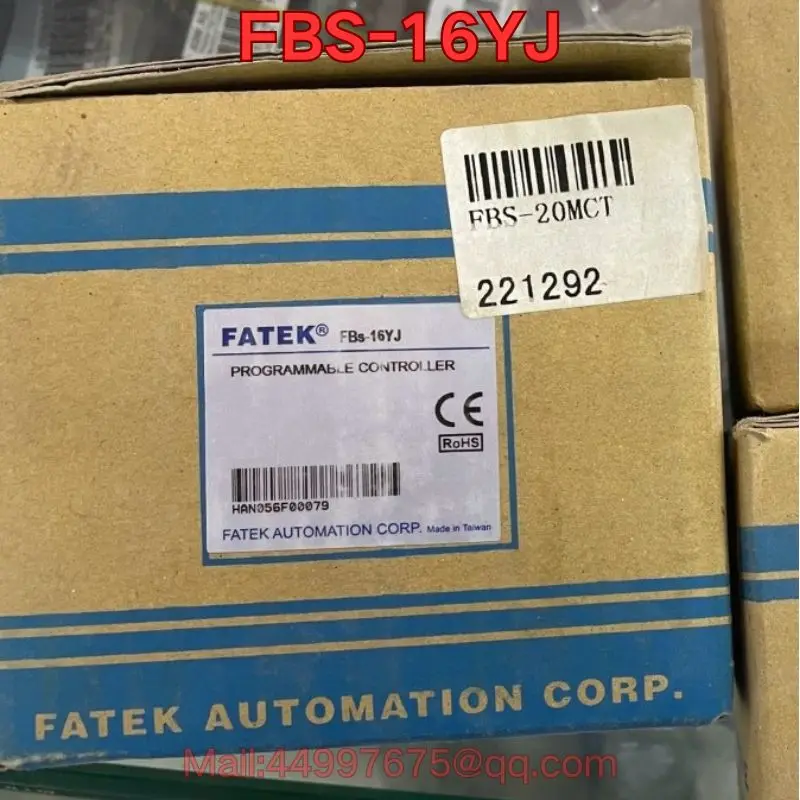 FBS-16YJ
FBS-20MCT
221292
FATEK® FBs-16YJ
PROGRAMMABLE CONTROLLER
CE
RoHS
HAN056F00079
FATEK AUTOMATION CORP. Made in Taiwan
FATEK AUTOMATION CORP.
Mail:44997675@qq.com